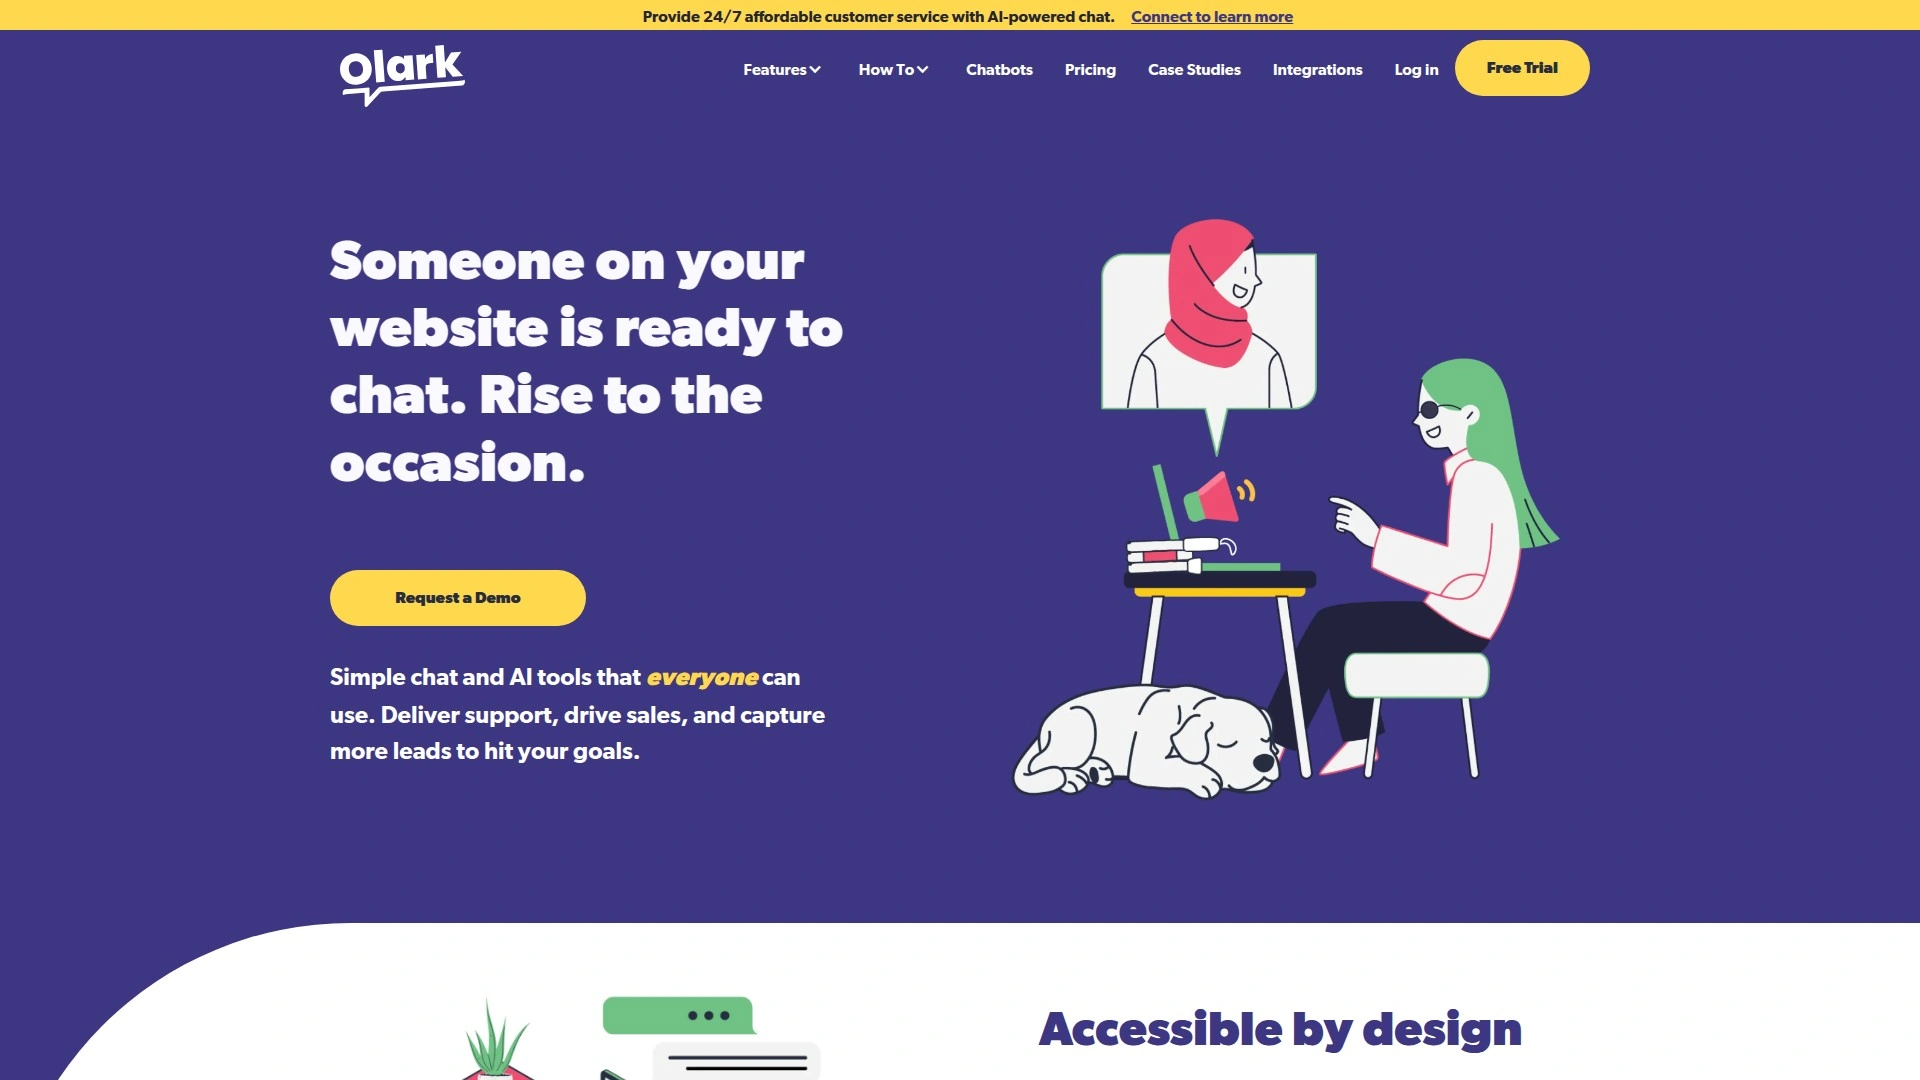 Provide 24/7 affordable customer service with AI-powered chat. Connect to learn more
Olark
Features How To Chatbots Pricing Case Studies Integrations Log in Free Trial
Someone on your
website is ready to
chat. Rise to the
occasion.
Request a Demo
Simple chat and AI tools that everyone can
use. Deliver support, drive sales, and capture
more leads to hit your goals.
Accessible by design